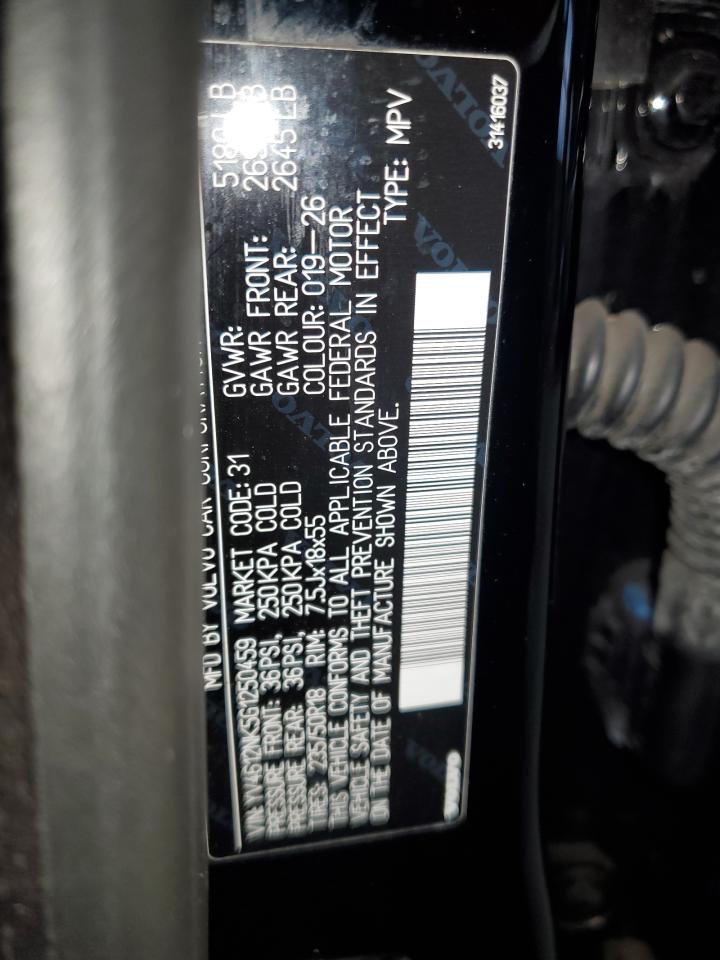 MFD BY VOLVO CAR CORPORATION
VIN: YV4612NK5G1250459 MARKET CODE: 31 GVWR: LB
PRESSURE FRONT: 36PSI, 250KPA COLD GAWR FRONT:
PRESSURE REAR: 36PSI, 250KPA COLD GAWR REAR: 2645 LB
TIRES: 235/50R18 RIM: 7.5Jx18x55 COLOUR: 019-26
THIS VEHICLE CONFORMS TO ALL APPLICABLE FEDERAL MOTOR
VEHICLE SAFETY AND THEFT PREVENTION STANDARDS IN EFFECT
ON THE DATE OF MANUFACTURE SHOWN ABOVE. TYPE: MPV
VOLVO
31416037